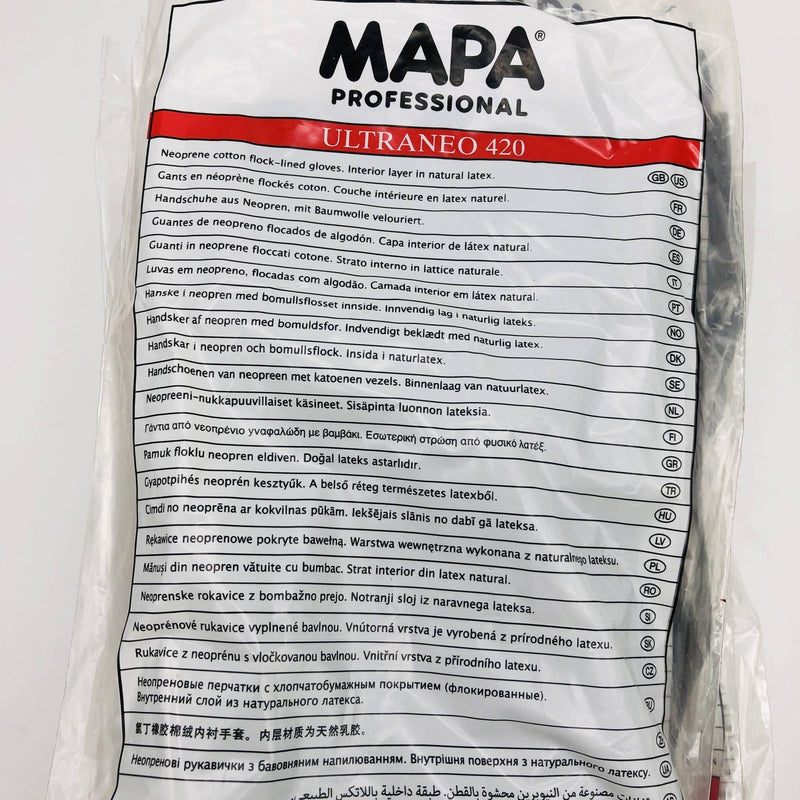 MAPA®
PROFESSIONAL
ULTRANEO 420
Neoprene cotton flock-lined gloves. Interior layer in natural latex. GB US
Gants en néoprène flockés coton. Couche intérieure en latex naturel. FR
Handschuhe aus Neopren, mit Baumwolle velouriert. DE
Guantes de neopreno flocados de algodón. Capa interior de látex natural. ES
Guanti in neoprene floccati cotone. Strato interno in lattice naturale. IT
Luvas em neopreno, flocadas com algodão. Camada interior em látex natural. PT
Hanske i neopren med bomullsflosset innside. Innvendig lag i naturlig lateks. NO
Handsker af neopren med bomuldsfor. Indvendigt beklædt med naturlig latex. DK
Handskar i neopren och bomullsflock. Insida i naturlatex. SE
Handschoenen van neopreen met katoenen vezels. Binnenlaag van natuurlatex. NL
Neopreeni-nukkapuuvillaiset käsineet. Sisäpinta luonnon lateksia. FI
Γάντια από νεοπρένιο γναφαλώδη με βαμβάκι. Εσωτερική στρώση από φυσικό λατέξ. GR
Pamuk floklu neopren eldiven. Doğal lateks astarlıdır. TR
Gyapotpihés neoprén kesztyűk. A belső réteg természetes latexből. HU
Cimdi no neoprēna ar kokvilnas pūkām. Iekšējais slānis no dabī gā lateksa. LV
Rękawice neoprenowe pokryte bawełną. Warstwa wewnętrzna wykonana z naturalnego lateksu. PL
Mănuși din neopren vătuite cu bumbac. Strat interior din latex natural. RO
Neoprenske rokavice z bombažno prejo. Notranji sloj iz naravnega lateksa. SI
Neoprénové rukavice vyplnené bavlnou. Vnútorná vrstva je vyrobená z prírodného latexu. SK
Rukavice z neoprénu s vločkovanou bavlnou. Vnitřní vrstva z přírodního latexu. CZ
Неопреновые перчатки с хлопчатобумажным покрытием (флокированные). RU
Внутренний слой из натурального латекса.
氯丁橡胶棉绒内衬手套。内层材质为天然乳胶。
Неопренові рукавички з бавовняним напилюванням. Внутрішня поверхня з натурального латексу. UA
مصنوعة من النيوبرين محشوة بالقطن. طبقة داخلية باللاتكس الطبيعي.